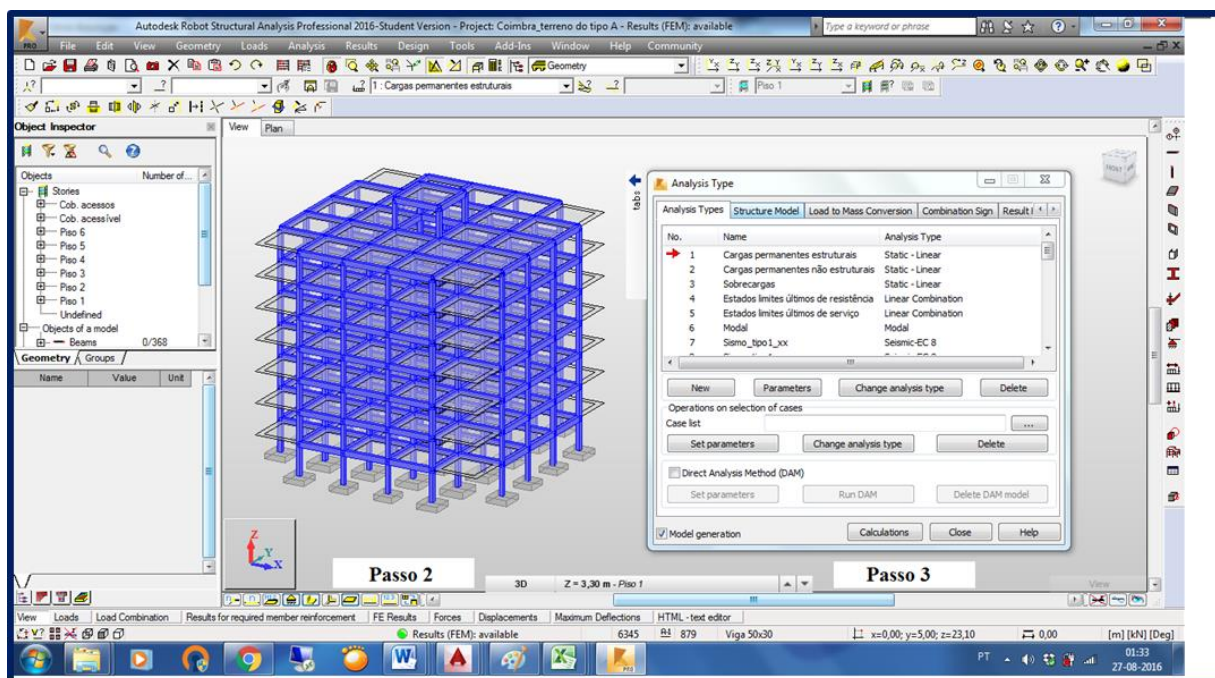 Autodesk Robot Structural Analysis Professional 2016-Student Version - Project: Coimbra_terreno do tipo A - Results (FEM): available
Type a keyword or phrase
PRO File Edit View Geometry Loads Analysis Results Design Tools Add-Ins Window Help Community
Geometry
1 : Cargas permanentes estruturais
Piso 1
Object Inspector
View Plan
Objects Number of...
Stories
Cob. acessos
Cob. acessível
Piso 6
Piso 5
Piso 4
Piso 3
Piso 2
Piso 1
Undefined
Objects of a model
Beams 0/368
Geometry Groups
Name Value Unit
tabs
FRONT
Analysis Type
Analysis Types Structure Model Load to Mass Conversion Combination Sign
No. Name Analysis Type
1 Cargas permanentes estruturais Static - Linear
2 Cargas permanentes não estruturais Static - Linear
3 Sobrecargas Static - Linear
4 Estados limites últimos de resistência Linear Combination
5 Estados limites últimos de serviço Linear Combination
6 Modal Modal
7 Sismo_tipo1_xx Seismic-EC 8
New Parameters Change analysis type Delete
Operations on selection of cases
Case list ...
Set parameters Change analysis type Delete
Direct Analysis Method (DAM)
Set parameters Run DAM Delete DAM model
Model generation Calculations Close Help
Z
Y
X
Passo 2
Passo 3
3D Z = 3,30 m - Piso 1
View
View Loads Load Combination Results for required member reinforcement FE Results Forces Displacements Maximum Deflections HTML - text editor
Results (FEM): available 6345 879 Viga 50x30 x=0,00; y=5,00; z=23,10 0,00 [m] [kN] [Deg]
PT 01:33
27-08-2016